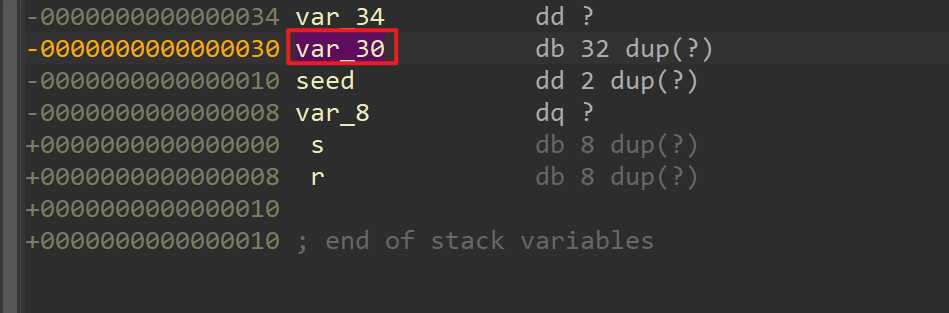 -0000000000000034 var_34 dd ?
-0000000000000030 var_30 db 32 dup(?)
-0000000000000010 seed dd 2 dup(?)
-0000000000000008 var_8 dq ?
+0000000000000000 s db 8 dup(?)
+0000000000000008 r db 8 dup(?)
+0000000000000010
+0000000000000010 ; end of stack variables